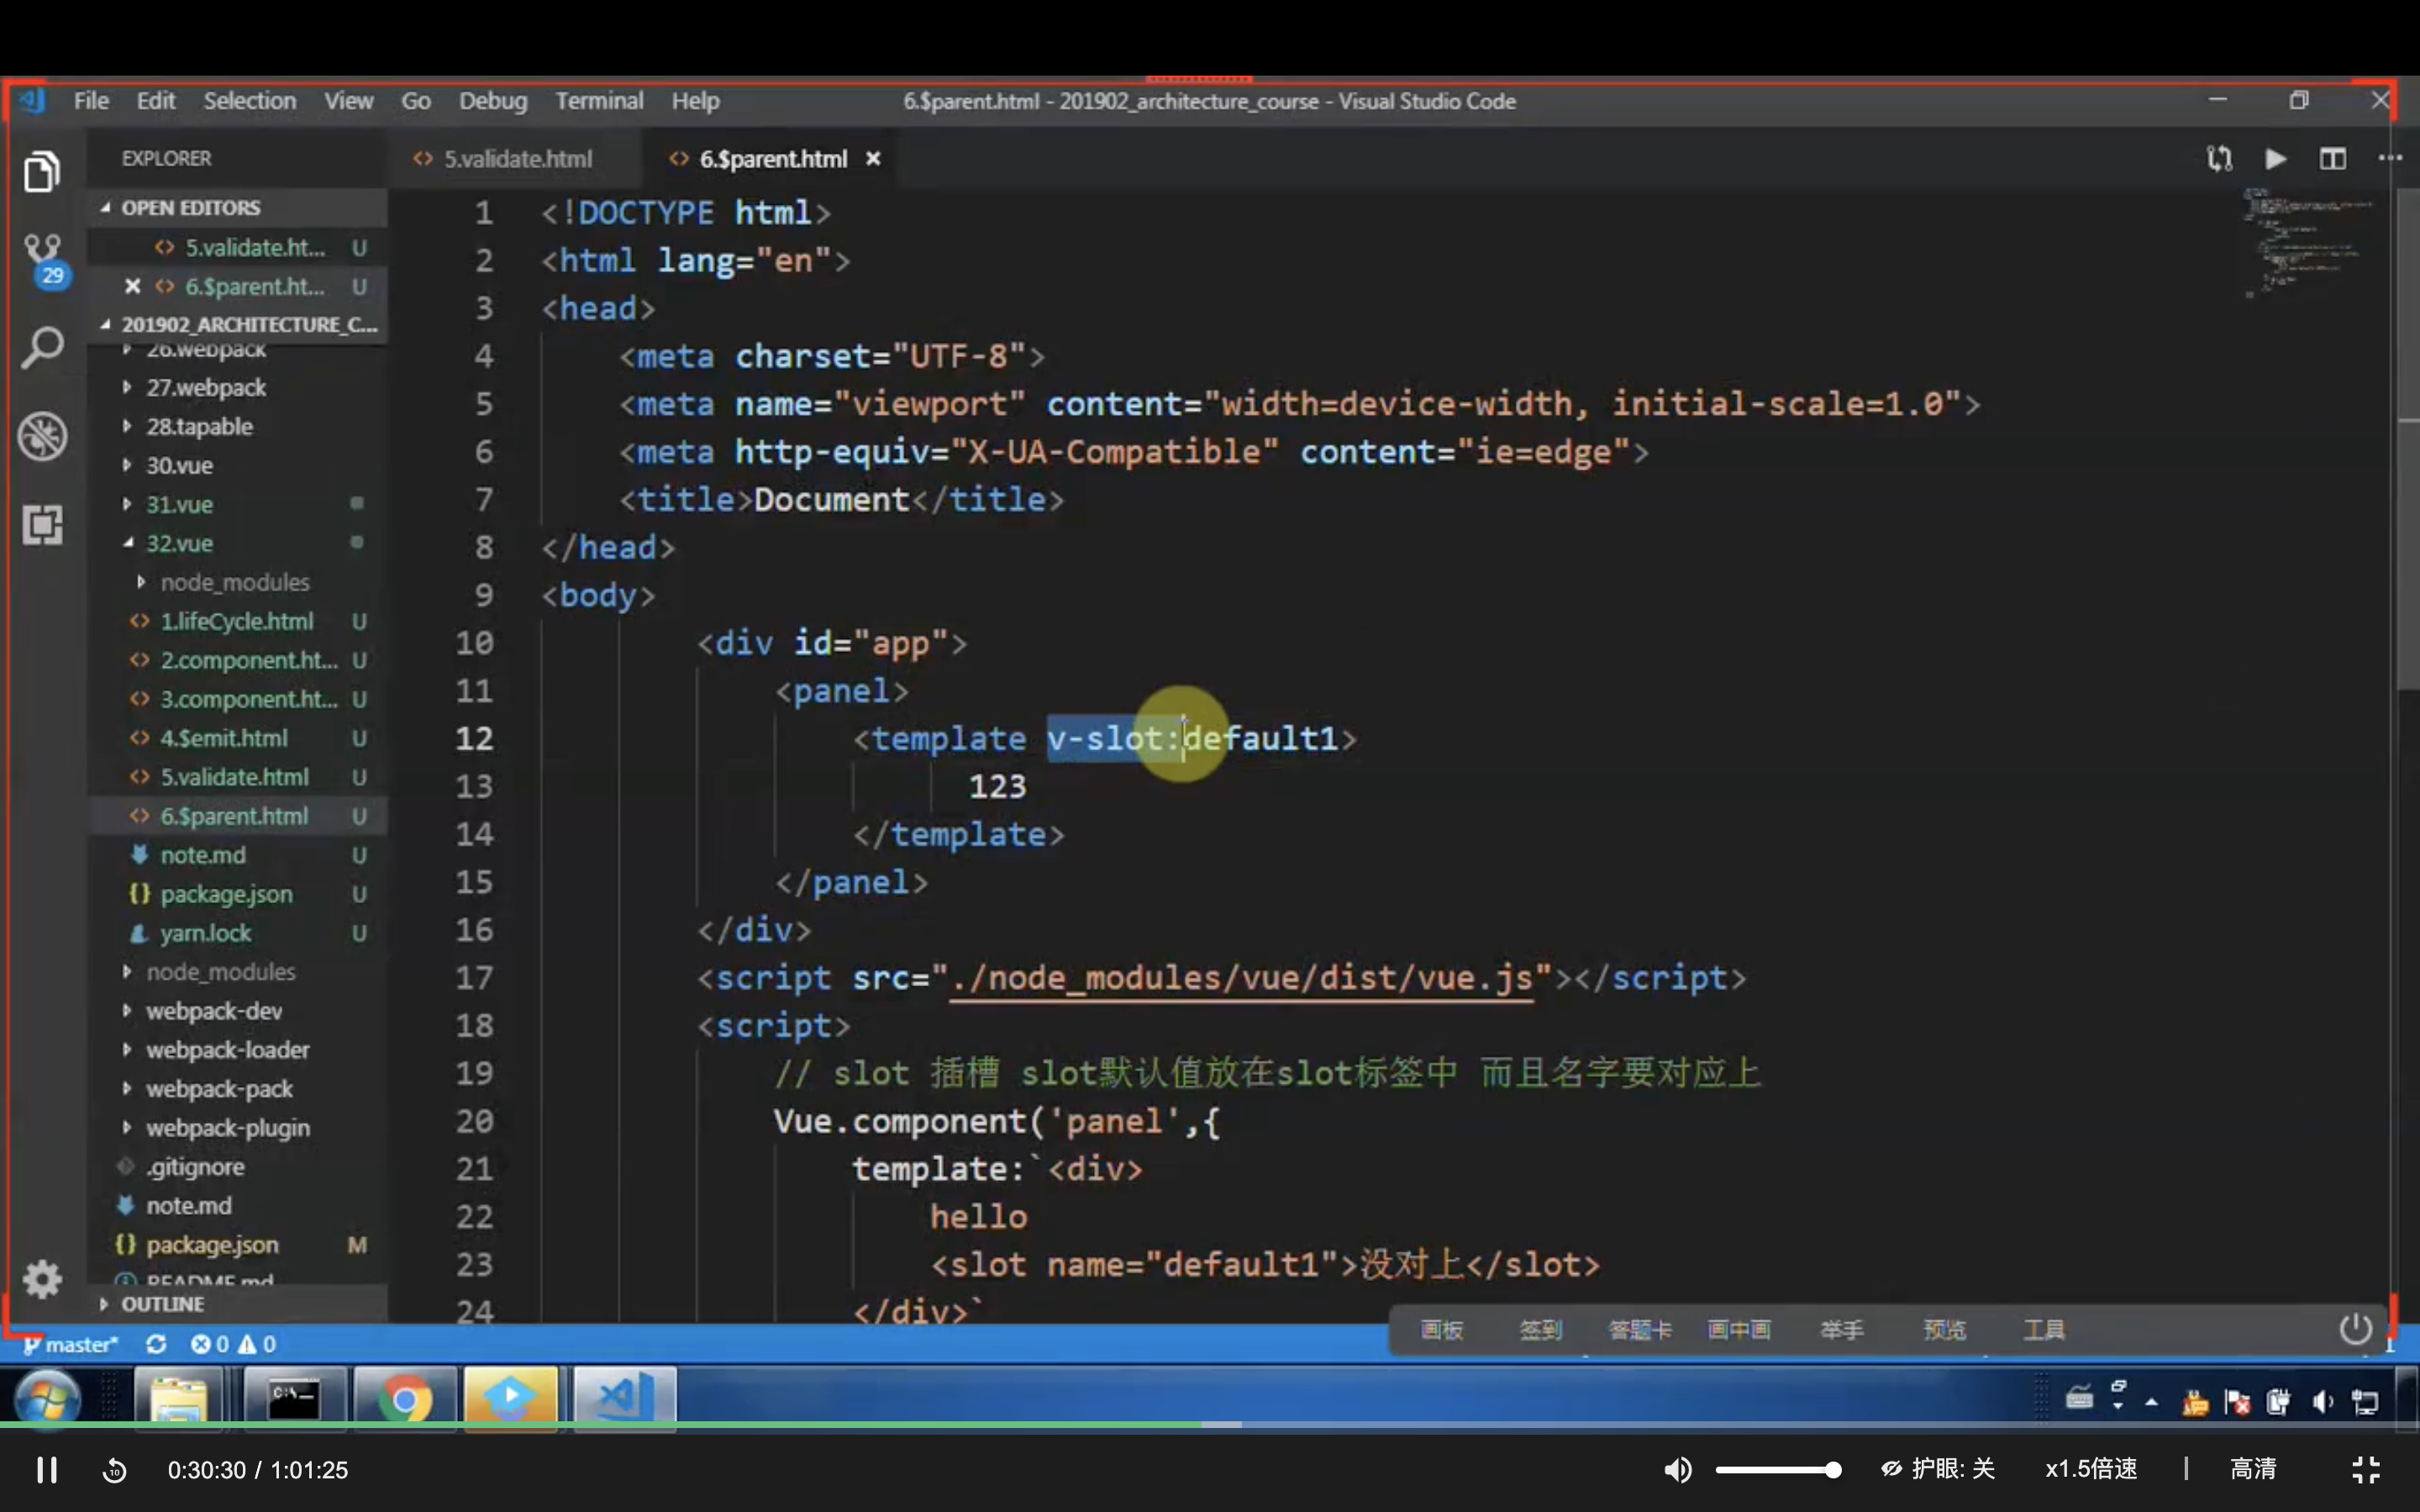 File Edit Selection View Go Debug Terminal Help
6.$parent.html - 201902_architecture_course - Visual Studio Code
EXPLORER
5.validate.html
6.$parent.html
OPEN EDITORS
5.validate.ht... U
6.$parent.ht... U
201902_ARCHITECTURE_C...
26.webpack
27.webpack
28.tapable
30.vue
31.vue
32.vue
node_modules
1.lifeCycle.html U
2.component.ht... U
3.component.ht... U
4.$emit.html U
5.validate.html U
6.$parent.html U
note.md U
package.json U
yarn.lock U
node_modules
webpack-dev
webpack-loader
webpack-pack
webpack-plugin
.gitignore
note.md
package.json M
README.md
OUTLINE
29
1 <!DOCTYPE html>
2 <html lang="en">
3 <head>
4 <meta charset="UTF-8">
5 <meta name="viewport" content="width=device-width, initial-scale=1.0">
6 <meta http-equiv="X-UA-Compatible" content="ie=edge">
7 <title>Document</title>
8 </head>
9 <body>
10 <div id="app">
11 <panel>
12 <template v-slot:default1>
13 123
14 </template>
15 </panel>
16 </div>
17 <script src="./node_modules/vue/dist/vue.js"></script>
18 <script>
19 // slot 插槽 slot默认值放在slot标签中 而且名字要对应上
20 Vue.component('panel',{
21 template:`<div>
22 hello
23 <slot name="default1">没对上</slot>
24 </div>`
master* 0 0
画板 签到 答题卡 画中画 举手 预览 工具
C:\_
10
0:30:30 / 1:01:25
护眼: 关
x1.5倍速
高清